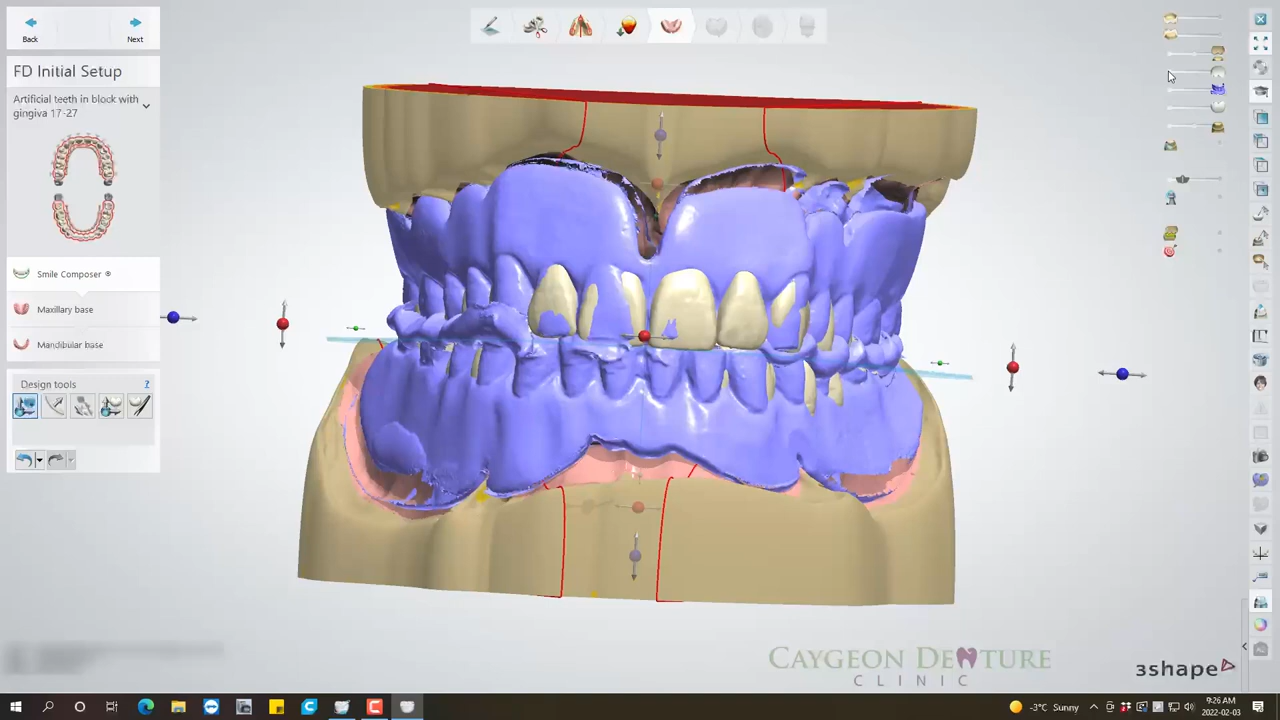 Back
Next
FD Initial Setup
Artificial teeth in block with
gingiva 17-27
Smile Composer ®
Maxillary base
Mandibular base
Design tools
?
CAYGEON DENTURE
CLINIC
3shape
-3°C Sunny
9:26 AM
2022-02-03